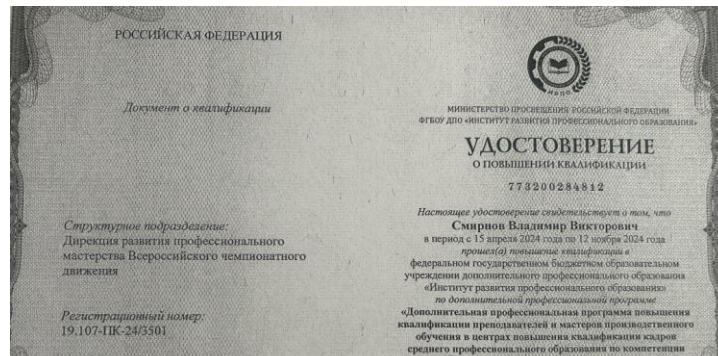 РОССИЙСКАЯ ФЕДЕРАЦИЯ
Документ о квалификации
Структурное подразделение:
Дирекция развития профессионального
мастерства Всероссийского чемпионатного
движения
Регистрационный номер:
19.107-ПК-24/3501
ИРПО
МИНИСТЕРСТВО ПРОСВЕЩЕНИЯ РОССИЙСКОЙ ФЕДЕРАЦИИ
ФГБОУ ДПО «ИНСТИТУТ РАЗВИТИЯ ПРОФЕССИОНАЛЬНОГО ОБРАЗОВАНИЯ»
УДОСТОВЕРЕНИЕ
О ПОВЫШЕНИИ КВАЛИФИКАЦИИ
773200284812
Настоящее удостоверение свидетельствует о том, что
Смирнов Владимир Викторович
в период с 15 апреля 2024 года по 12 ноября 2024 года
прошел(а) повышение квалификации в
федеральном государственном бюджетном образовательном
учреждении дополнительного профессионального образования
«Институт развития профессионального образования»
по дополнительной профессиональной программе
«Дополнительная профессиональная программа повышения
квалификации преподавателей и мастеров производственного
обучения в центрах повышения квалификации кадров
среднего профессионального образования по компетенции